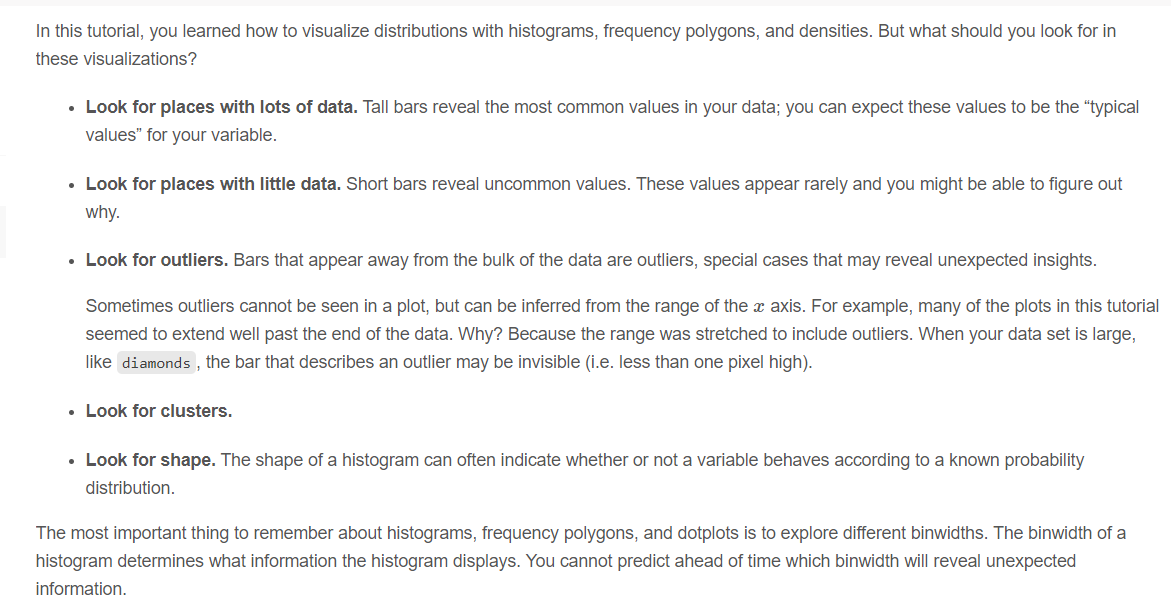 In this tutorial, you learned how to visualize distributions with histograms, frequency polygons, and densities. But what should you look for in
these visualizations?
• Look for places with lots of data. Tall bars reveal the most common values in your data; you can expect these values to be the “typical
values” for your variable.
• Look for places with little data. Short bars reveal uncommon values. These values appear rarely and you might be able to figure out
why.
• Look for outliers. Bars that appear away from the bulk of the data are outliers, special cases that may reveal unexpected insights.
Sometimes outliers cannot be seen in a plot, but can be inferred from the range of the x axis. For example, many of the plots in this tutorial
seemed to extend well past the end of the data. Why? Because the range was stretched to include outliers. When your data set is large,
like diamonds, the bar that describes an outlier may be invisible (i.e. less than one pixel high).
• Look for clusters.
• Look for shape. The shape of a histogram can often indicate whether or not a variable behaves according to a known probability
distribution.
The most important thing to remember about histograms, frequency polygons, and dotplots is to explore different binwidths. The binwidth of a
histogram determines what information the histogram displays. You cannot predict ahead of time which binwidth will reveal unexpected
information.